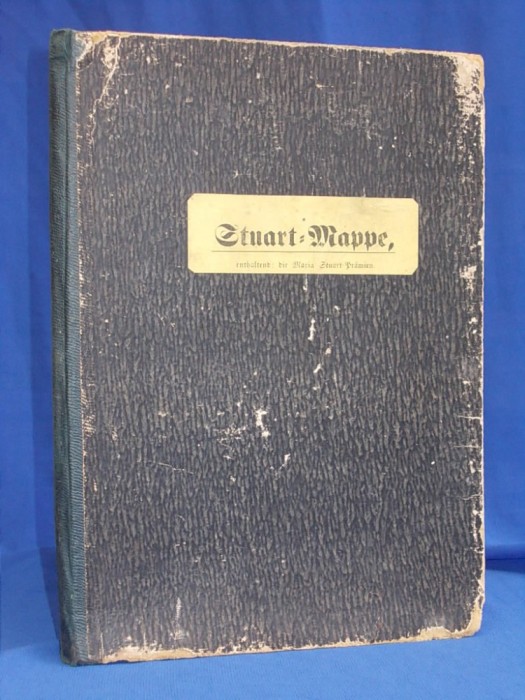 Stuart=Mappe,
enthaltend: die Maria Stuart-Prämien